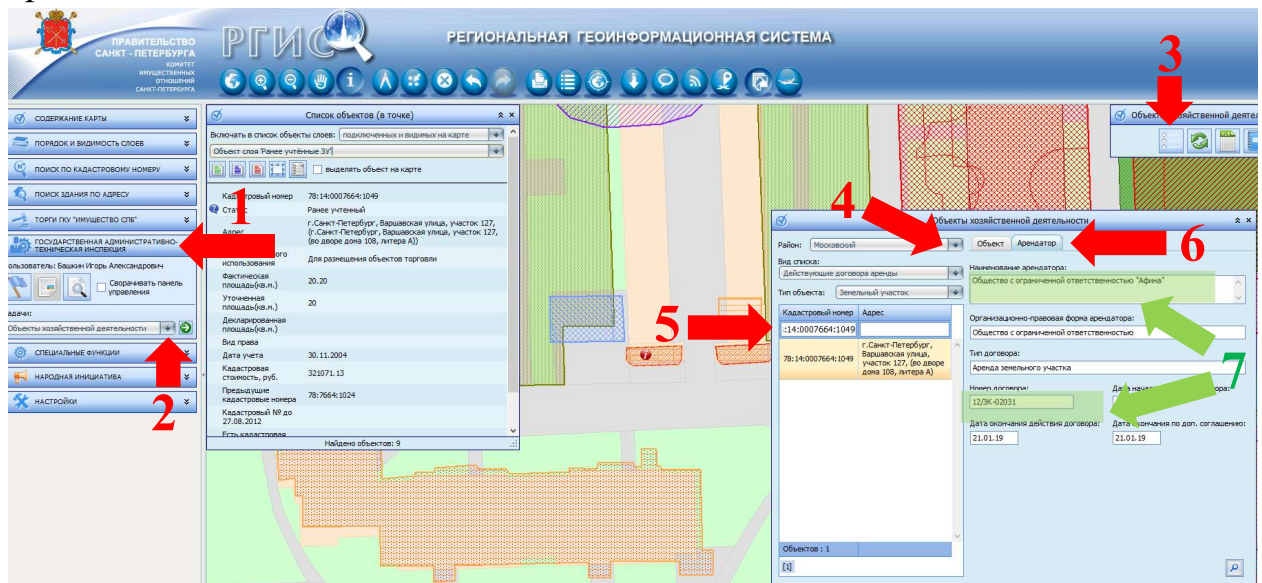 ПРАВИТЕЛЬСТВО
САНКТ - ПЕТЕРБУРГА
КОМИТЕТ
ИМУЩЕСТВЕННЫХ
ОТНОШЕНИЙ
САНКТ-ПЕТЕРБУРГА
РГИС
РЕГИОНАЛЬНАЯ ГЕОИНФОРМАЦИОННАЯ СИСТЕМА
СОДЕРЖАНИЕ КАРТЫ
ПОРЯДОК И ВИДИМОСТЬ СЛОЕВ
ПОИСК ПО КАДАСТРОВОМУ НОМЕРУ
ПОИСК ЗДАНИЯ ПО АДРЕСУ
ТОРГИ ГКУ "ИМУЩЕСТВО СПБ"
ГОСУДАРСТВЕННАЯ АДМИНИСТРАТИВНО-
ТЕХНИЧЕСКАЯ ИНСПЕКЦИЯ
ользователь: Башкин Игорь Александрович
Сворачивать панель
управления
адачи:
Объекты хозяйственной деятельности
СПЕЦИАЛЬНЫЕ ФУНКЦИИ
НАРОДНАЯ ИНИЦИАТИВА
НАСТРОЙКИ
1
2
Список объектов (в точке)
Включать в список объекты слоев: подключенных и видимых на карте
Объект слоя 'Ранее учтённые ЗУ'
выделять объект на карте
Кадастровый номер 78:14:0007664:1049
Статус Ранее учтенный
Адрес г.Санкт-Петербург, Варшавская улица, участок 127,
(г.Санкт-Петербург, Варшавская улица, участок 127,
(во дворе дома 108, литера А))
использования Для размещения объектов торговли
Фактическая
площадь(кв.м.) 20.20
Уточненная
площадь(кв.м.) 20
Декларированная
площадь(кв.м.)
Вид права
Дата учета 30.11.2004
Кадастровая
стоимость, руб. 321071.13
Предыдущие
кадастровые номера 78:7664:1024
Кадастровый № до
27.08.2012
Есть кадастровая
Найдено объектов: 9
3
4
5
6
7
Объекты хозяйственной деятельности
Район: Московский
Вид списка:
Действующие договора аренды
Тип объекта: Земельный участок
Кадастровый номер Адрес
:14:0007664:1049
78:14:0007664:1049 г.Санкт-Петербург,
Варшавская улица,
участок 127, (во дворе
дома 108, литера А)
Объектов : 1
[1]
Объект Арендатор
Наименование арендатора:
Общество с ограниченной ответственностью "Афина"
Организационно-правовая форма арендатора:
Общество с ограниченной ответственностью
Тип договора:
Аренда земельного участка
Номер договора:
12/ЗК-02031
Дата окончания действия договора: Дата окончания по доп. соглашению:
21.01.19 21.01.19